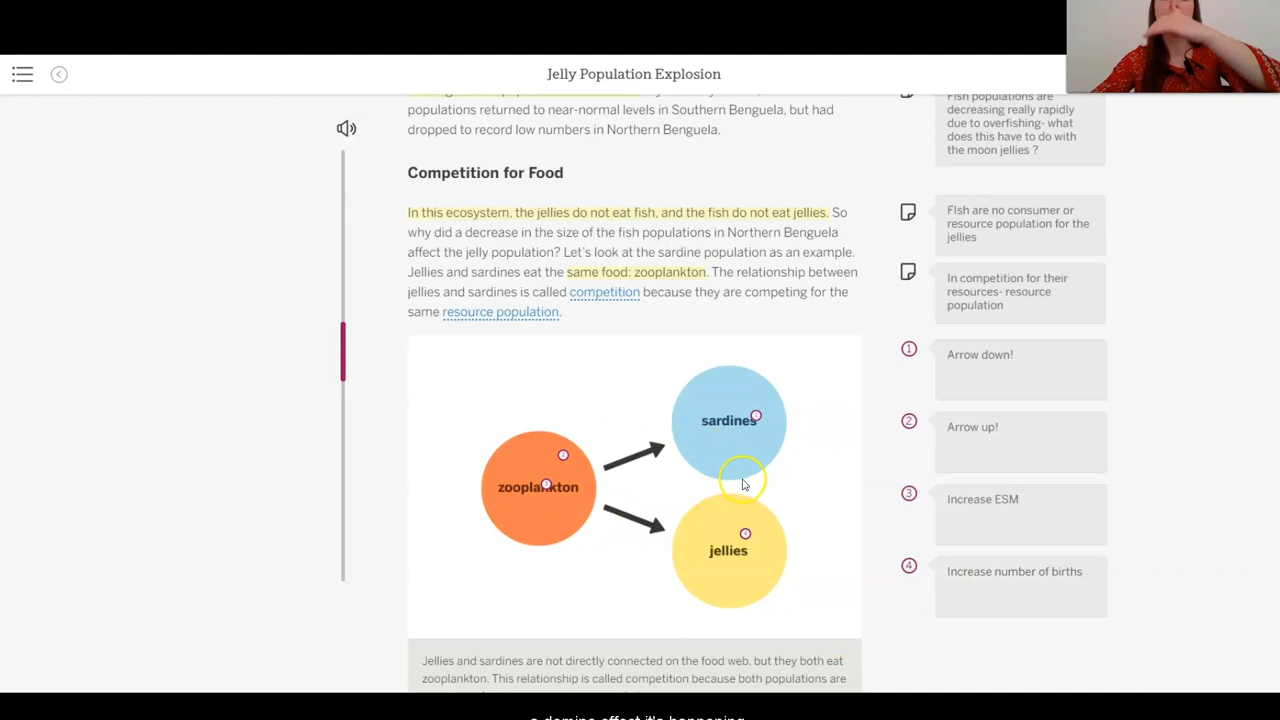 Jelly Population Explosion
populations returned to near-normal levels in Southern Benguela, but had
dropped to record low numbers in Northern Benguela.
Competition for Food
In this ecosystem, the jellies do not eat fish, and the fish do not eat jellies. So
why did a decrease in the size of the fish populations in Northern Benguela
affect the jelly population? Let's look at the sardine population as an example.
Jellies and sardines eat the same food: zooplankton. The relationship between
jellies and sardines is called competition because they are competing for the
same resource population.
sardines
zooplankton
jellies
Jellies and sardines are not directly connected on the food web, but they both eat
zooplankton. This relationship is called competition because both populations are
Fish populations are
decreasing really rapidly
due to overfishing- what
does this have to do with
the moon jellies ?
FIsh are no consumer or
resource population for the
jellies
In competition for their
resources- resource
population
1
Arrow down!
2
Arrow up!
3
Increase ESM
4
Increase number of births
a domino effect it's happening